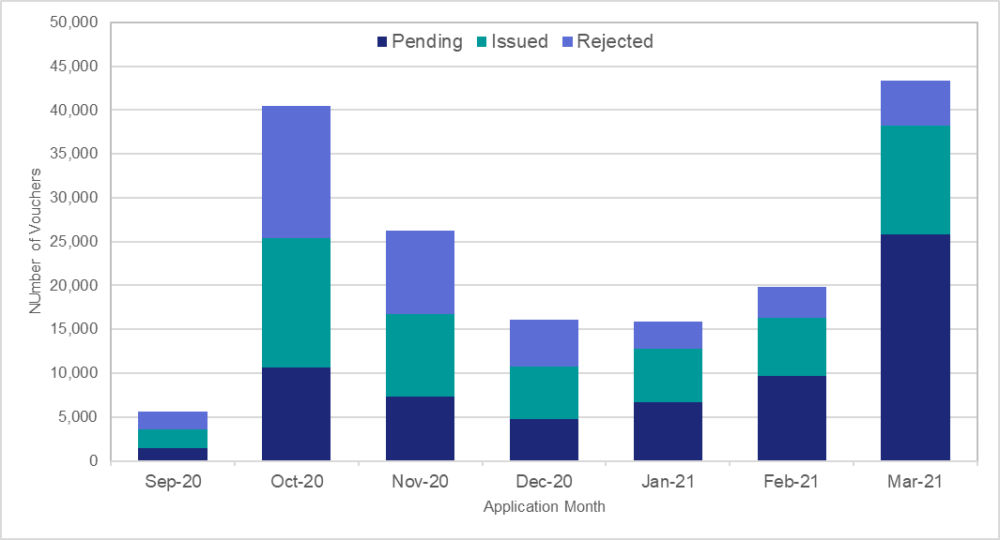 50,000
45,000
40,000
35,000
30,000
25,000
20,000
15,000
10,000
5,000
0
NUmber of Vouchers
Pending Issued Rejected
Sep-20 Oct-20 Nov-20 Dec-20 Jan-21 Feb-21 Mar-21
Application Month